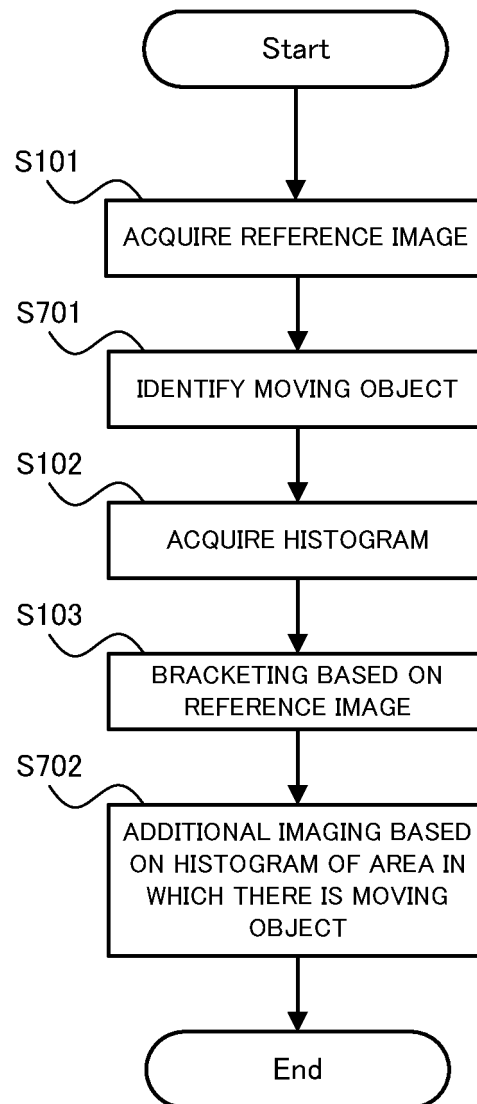 Start
S101
ACQUIRE REFERENCE IMAGE
S701
IDENTIFY MOVING OBJECT
S102
ACQUIRE HISTOGRAM
S103
BRACKETING BASED ON
REFERENCE IMAGE
S702
ADDITIONAL IMAGING BASED
ON HISTOGRAM OF AREA IN
WHICH THERE IS MOVING
OBJECT
End